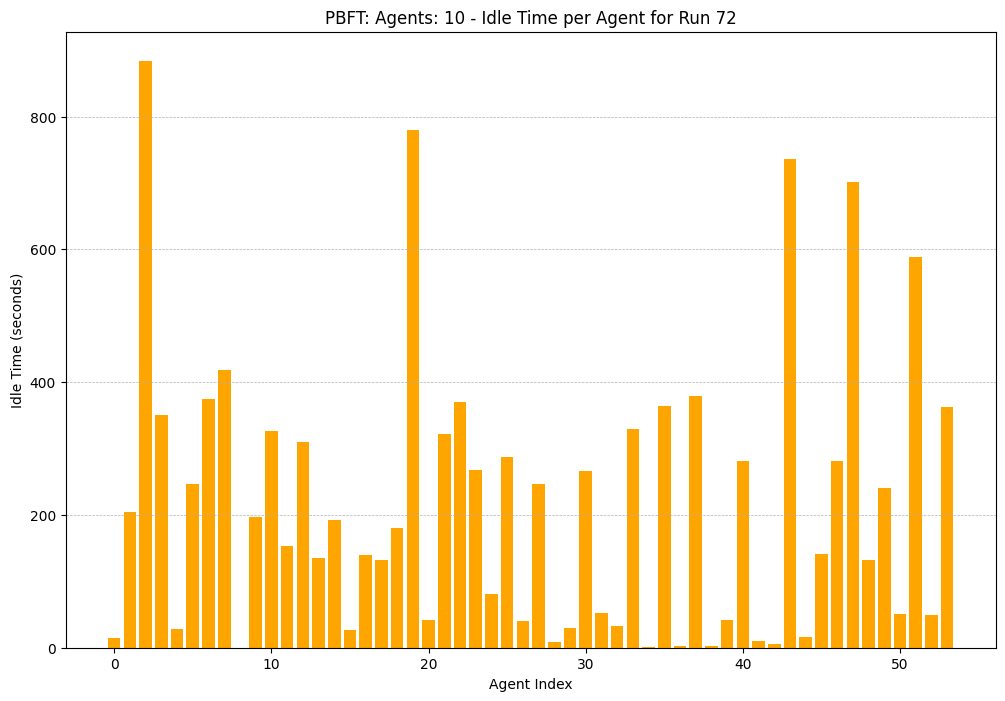 PBFT: Agents: 10 - Idle Time per Agent for Run 72
Idle Time (seconds)
800
600
400
200
0
0 10 20 30 40 50
Agent Index